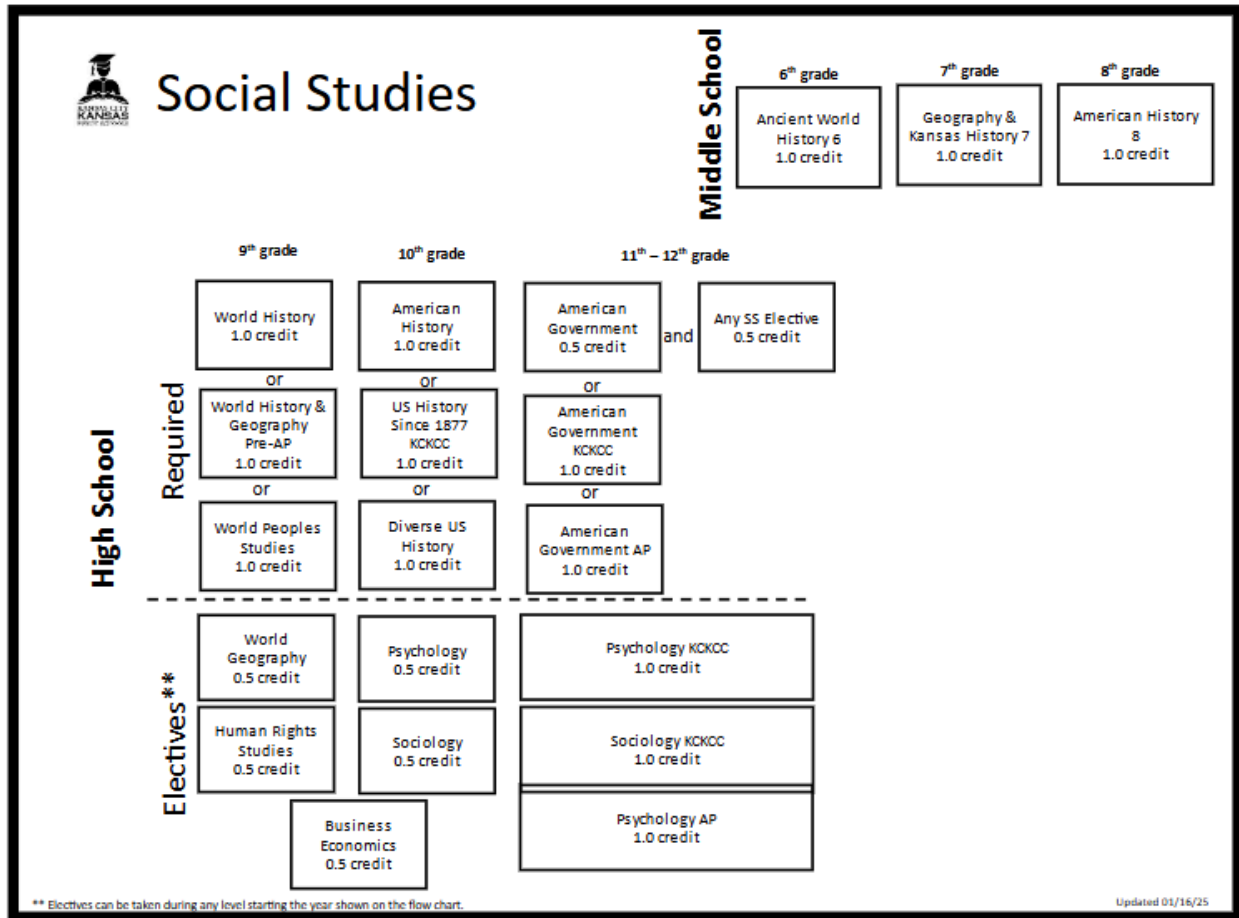 KANSAS CITY
KANSAS
PUBLIC SCHOOLS
Social Studies
Middle School
6th grade
7th grade
8th grade
Ancient World
History 6
1.0 credit
Geography &
Kansas History 7
1.0 credit
American History
8
1.0 credit
High School
Required
9th grade
10th grade
11th – 12th grade
World History
1.0 credit
American
History
1.0 credit
American
Government
0.5 credit
and
Any SS Elective
0.5 credit
or
or
or
World History &
Geography
Pre-AP
1.0 credit
US History
Since 1877
KCKCC
1.0 credit
American
Government
KCKCC
1.0 credit
or
or
or
World Peoples
Studies
1.0 credit
Diverse US
History
1.0 credit
American
Government AP
1.0 credit
Electives**
World
Geography
0.5 credit
Psychology
0.5 credit
Psychology KCKCC
1.0 credit
Human Rights
Studies
0.5 credit
Sociology
0.5 credit
Sociology KCKCC
1.0 credit
Business
Economics
0.5 credit
Psychology AP
1.0 credit
** Electives can be taken during any level starting the year shown on the flow chart.
Updated 01/16/25